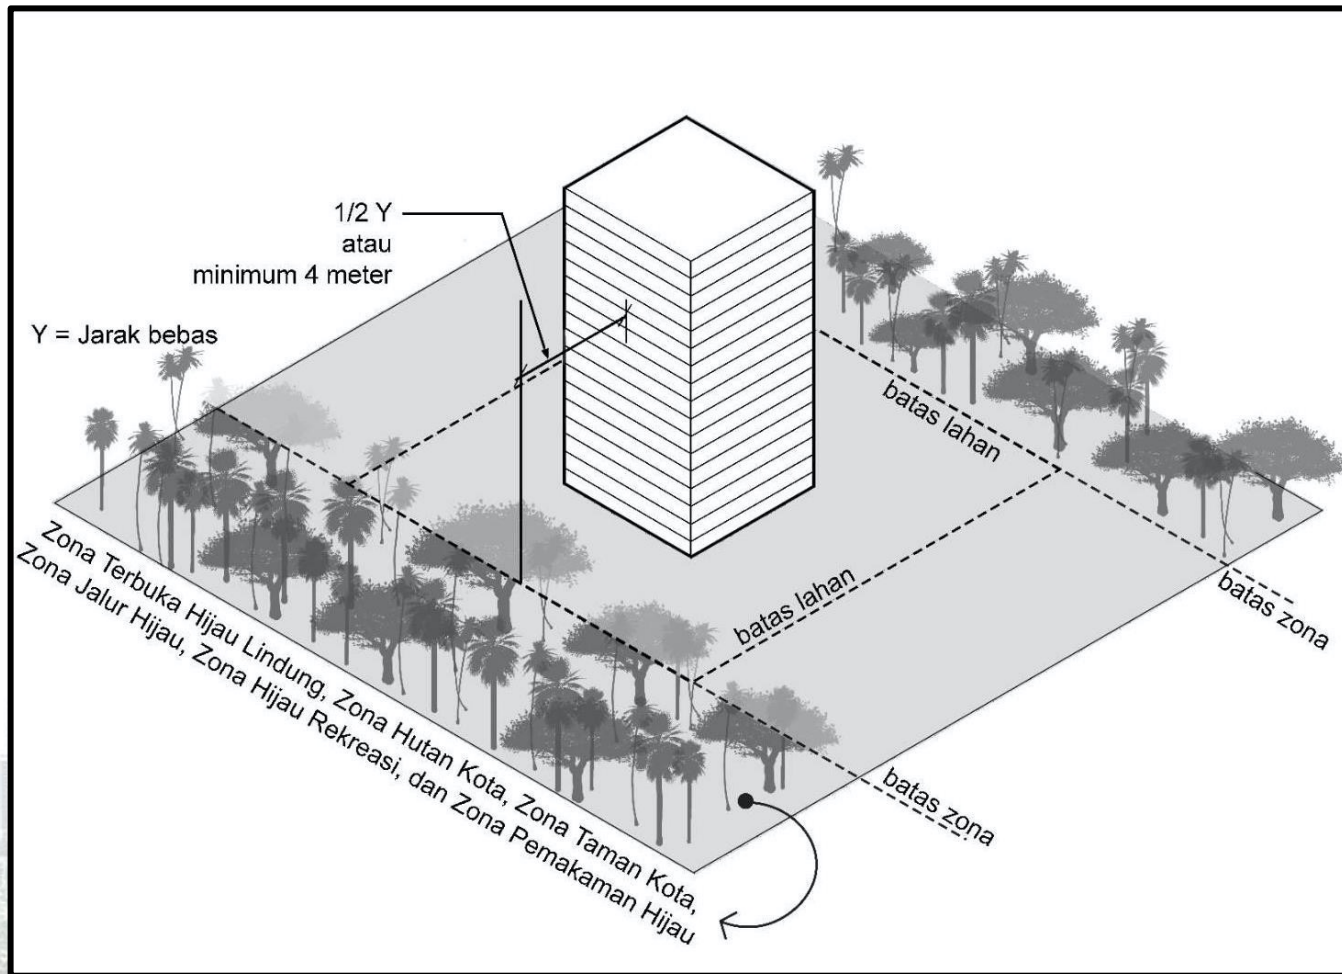 1/2 Y
atau
minimum 4 meter
Y = Jarak bebas
batas lahan
batas lahan
batas zona
batas zona
Zona Terbuka Hijau Lindung, Zona Hutan Kota, Zona Taman Kota,
Zona Jalur Hijau, Zona Hijau Rekreasi, dan Zona Pemakaman Hijau